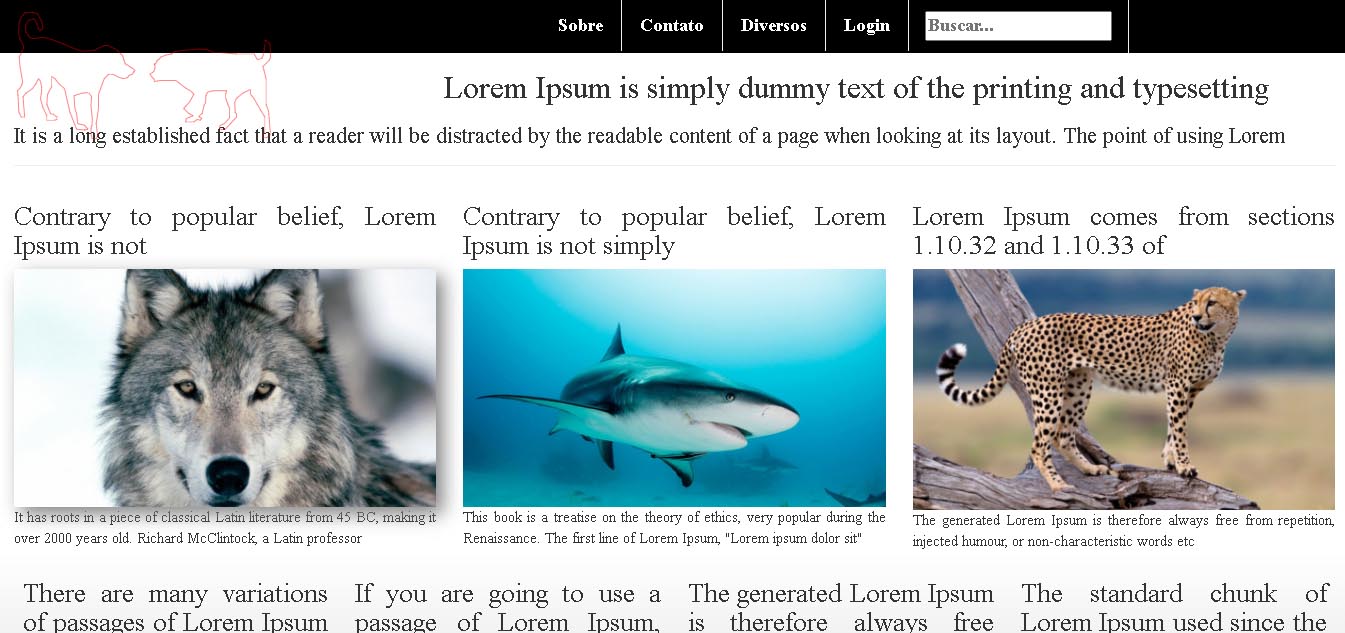 Sobre Contato Diversos Login Buscar...
Lorem Ipsum is simply dummy text of the printing and typesetting
It is a long established fact that a reader will be distracted by the readable content of a page when looking at its layout. The point of using Lorem
Contrary to popular belief, Lorem
Ipsum is not
It has roots in a piece of classical Latin literature from 45 BC, making it
over 2000 years old. Richard McClintock, a Latin professor
Contrary to popular belief, Lorem
Ipsum is not simply
This book is a treatise on the theory of ethics, very popular during the
Renaissance. The first line of Lorem Ipsum, "Lorem ipsum dolor sit"
Lorem Ipsum comes from sections
1.10.32 and 1.10.33 of
The generated Lorem Ipsum is therefore always free from repetition,
injected humour, or non-characteristic words etc
There are many variations
of passages of Lorem Ipsum
If you are going to use a
passage of Lorem Ipsum,
The generated Lorem Ipsum
is therefore always free
The standard chunk of
Lorem Ipsum used since the